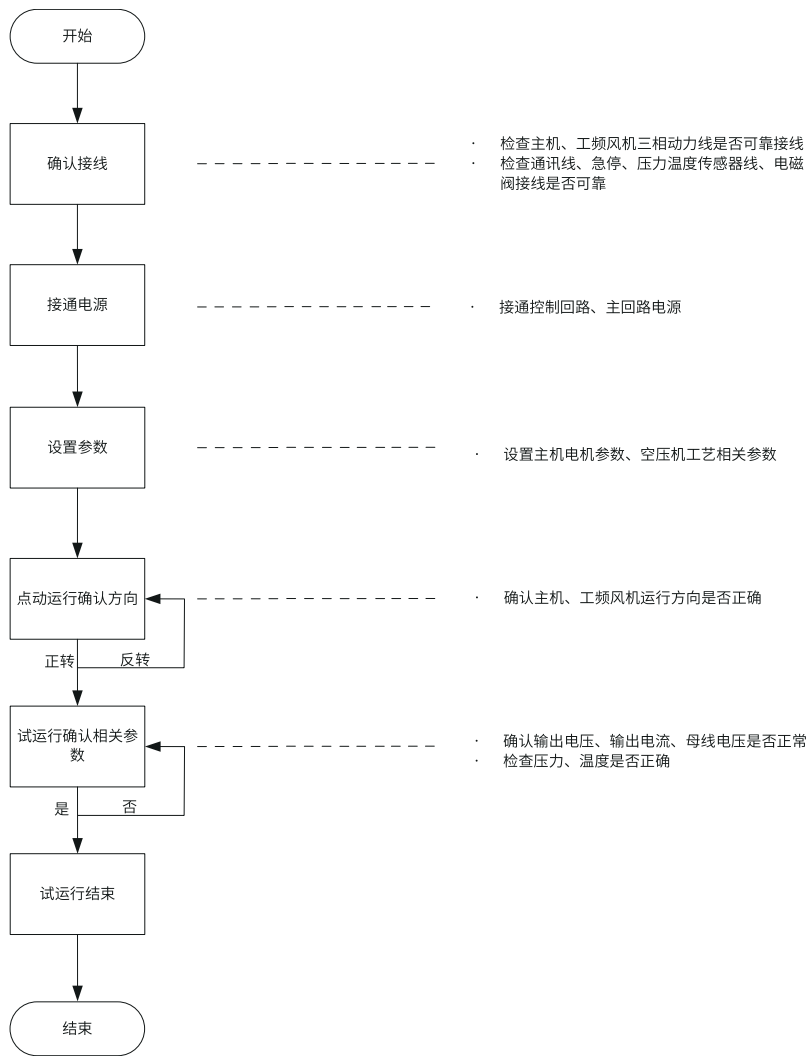 开始
确认接线
· 检查主机、工频风机三相动力线是否可靠接线
· 检查通讯线、急停、压力温度传感器线、电磁
阀接线是否可靠
接通电源
· 接通控制回路、主回路电源
设置参数
· 设置主机电机参数、空压机工艺相关参数
点动运行确认方向
· 确认主机、工频风机运行方向是否正确
正转
反转
试运行确认相关参
数
· 确认输出电压、输出电流、母线电压是否正常
· 检查压力、温度是否正确
是
否
试运行结束
结束